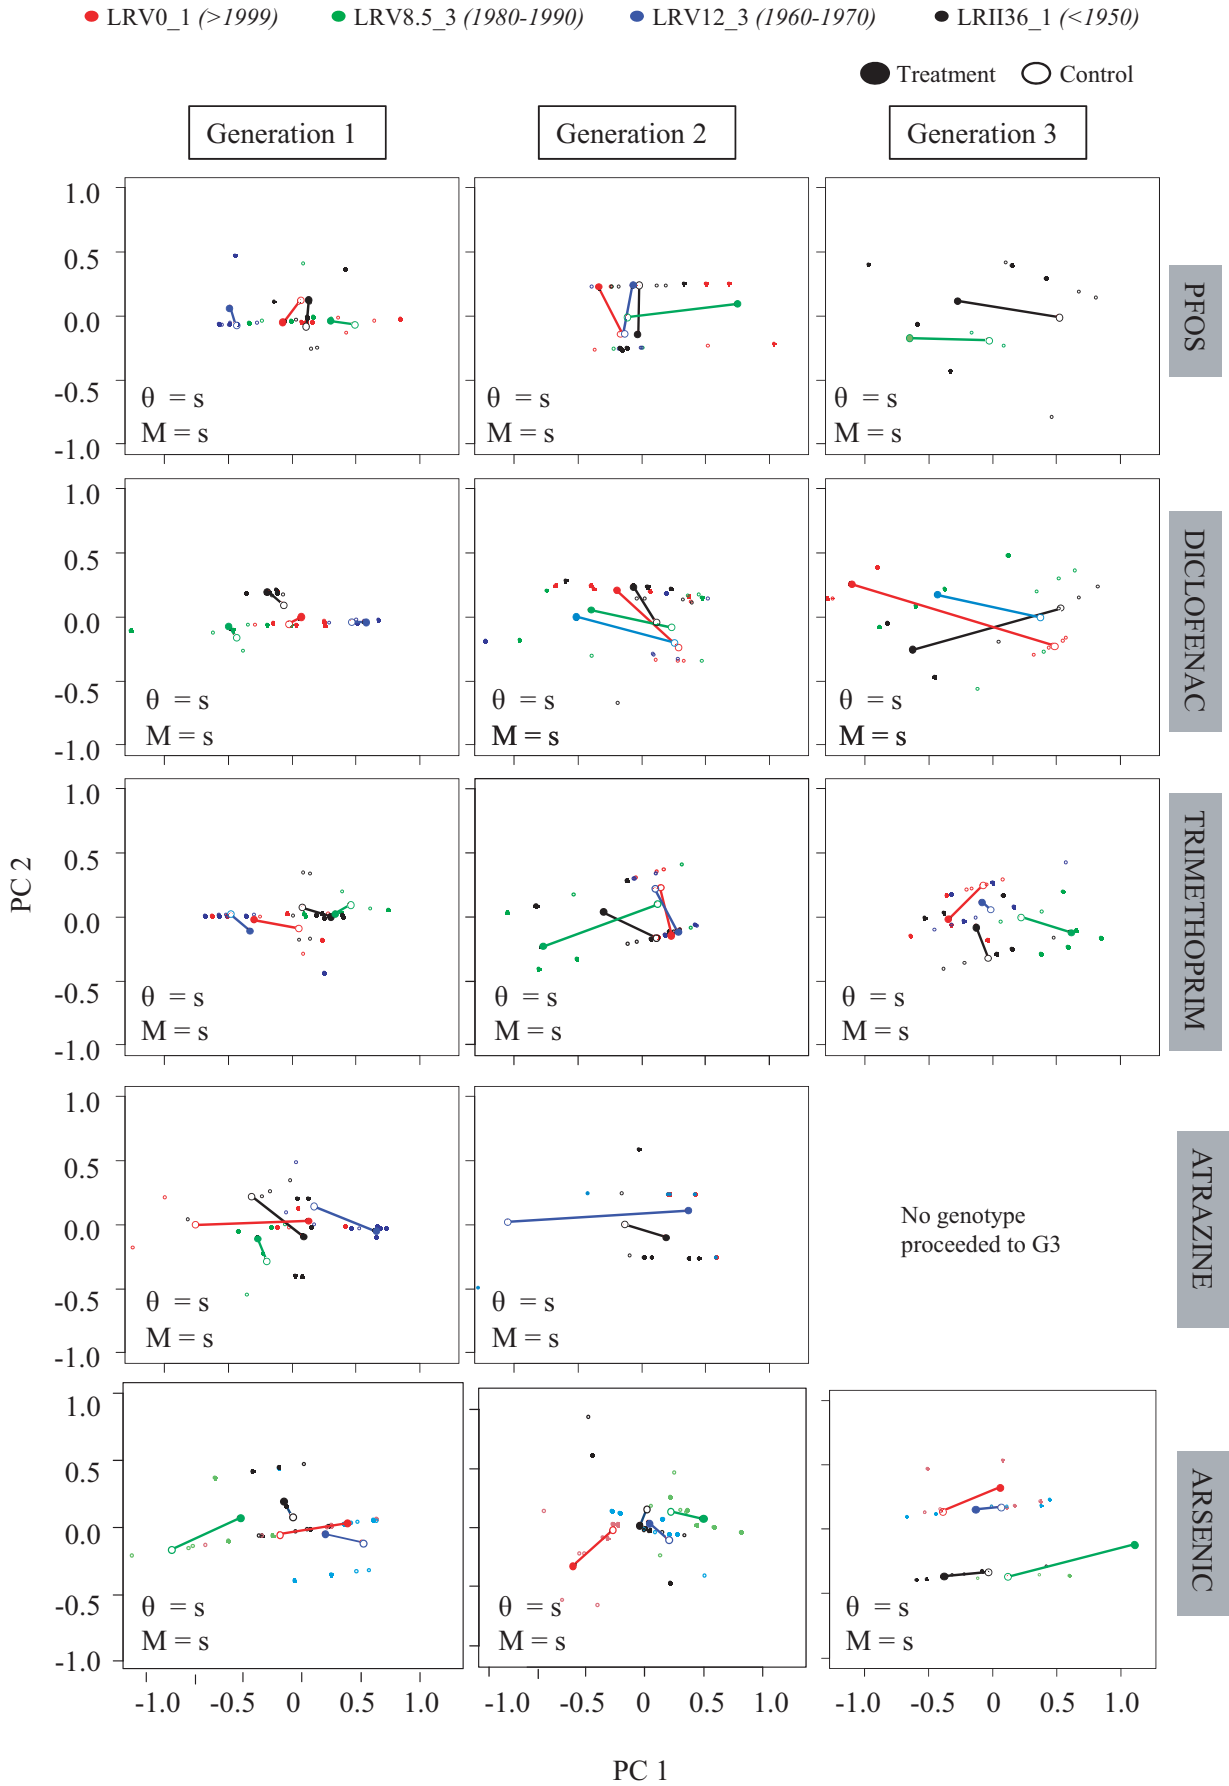 LRV0_1 (>1999) LRV8.5_3 (1980-1990) LRV12_3 (1960-1970) LRII36_1 (<1950)
Treatment Control
Generation 1 Generation 2 Generation 3
1.0
0.5
0.0
-0.5
-1.0
θ = s
M = s
θ = s
M = s
θ = s
M = s
PFOS
1.0
0.5
0.0
-0.5
-1.0
θ = s
M = s
θ = s
M = s
θ = s
M = s
DICLOFENAC
PC 2
1.0
0.5
0.0
-0.5
-1.0
θ = s
M = s
θ = s
M = s
θ = s
M = s
TRIMETHOPRIM
1.0
0.5
0.0
-0.5
-1.0
θ = s
M = s
θ = s
M = s
No genotype
proceeded to G3
ATRAZINE
1.0
0.5
0.0
-0.5
-1.0
θ = s
M = s
θ = s
M = s
θ = s
M = s
ARSENIC
-1.0 -0.5 0 0.5 1.0
-1.0 -0.5 0 0.5 1.0
-1.0 -0.5 0 0.5 1.0
PC 1